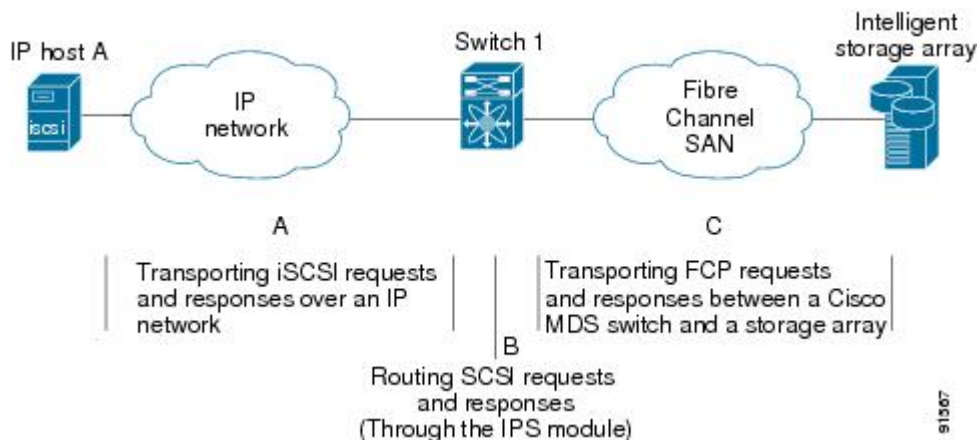 IP host A
iscsi
IP
network
Switch 1
Fibre
Channel
SAN
Intelligent
storage array
A
Transporting iSCSI requests
and responses over an IP
network
B
Routing SCSI requests
and responses
(Through the IPS module)
C
Transporting FCP requests
and responses between a Cisco
MDS switch and a storage array
91567